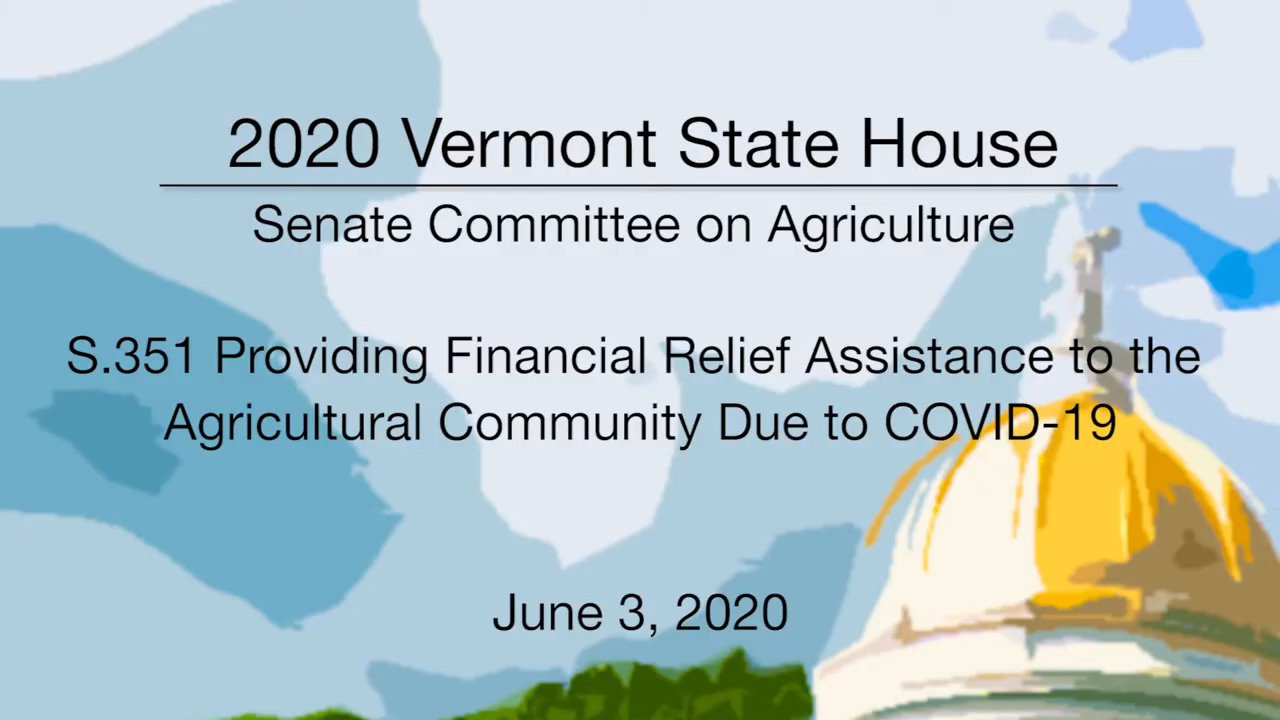 2020 Vermont State House
Senate Committee on Agriculture
S.351 Providing Financial Relief Assistance to the
Agricultural Community Due to COVID-19
June 3, 2020